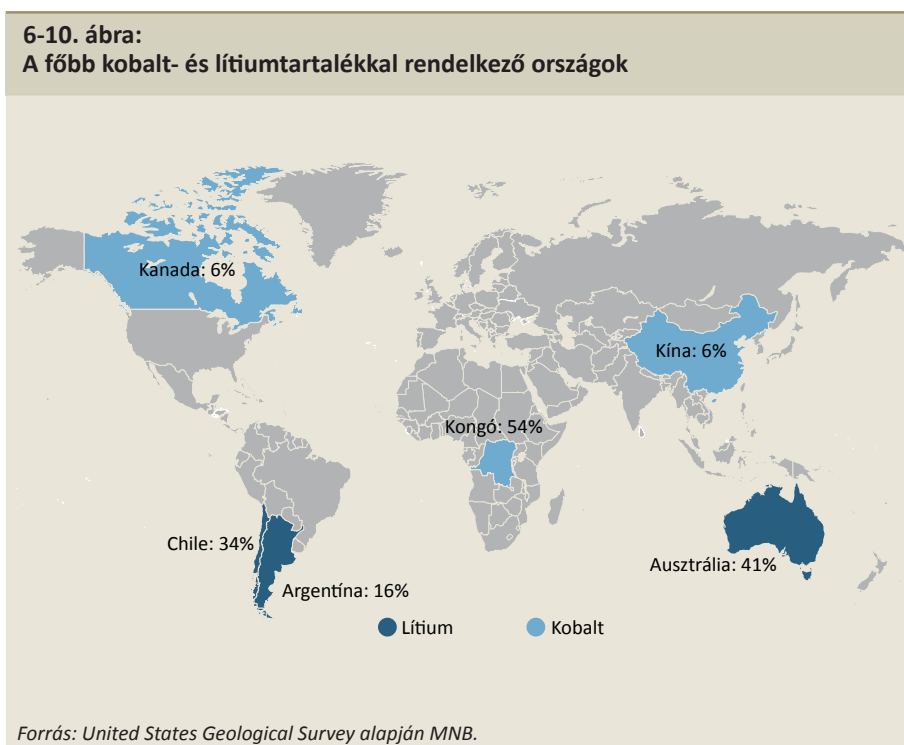 6-10. ábra:
A főbb kobalt- és lítiumtartalékkal rendelkező országok
Kanada: 6%
Kína: 6%
Kongó: 54%
Chile: 34%
Argentína: 16%
Ausztrália: 41%
Lítium
Kobalt
Forrás: United States Geological Survey alapján MNB.